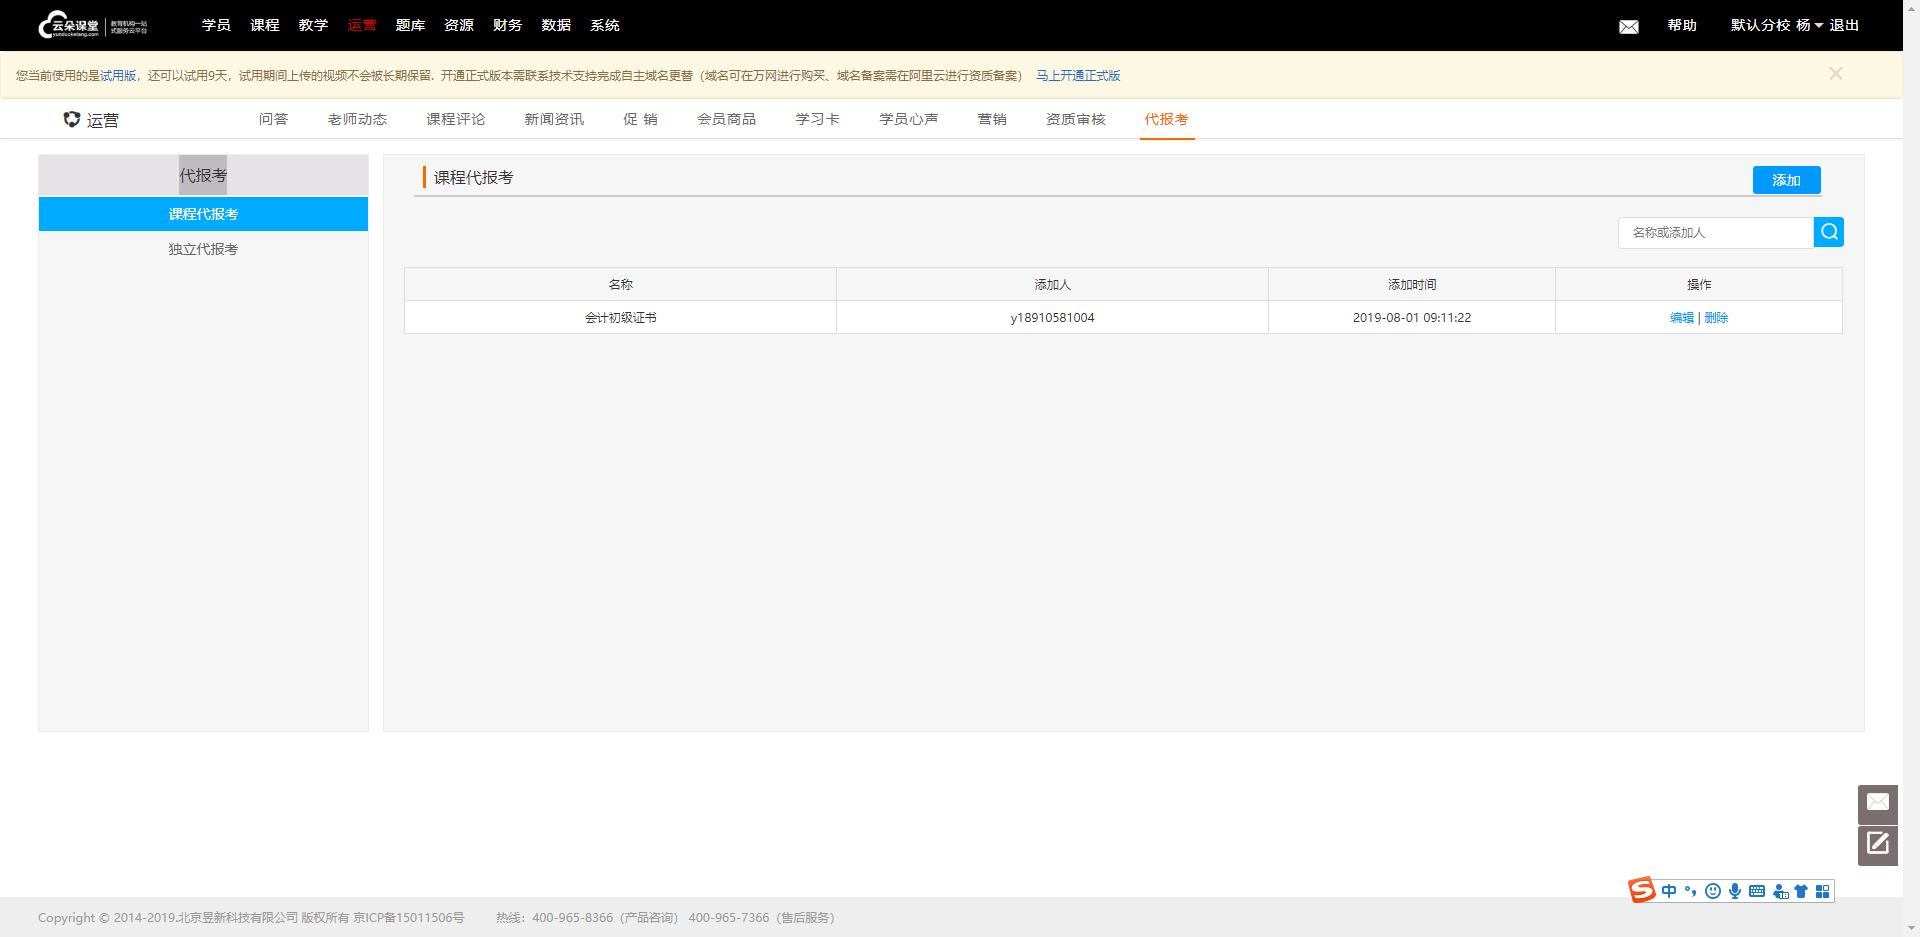 云朵课堂 教育机构一站式服务云平台
yunduoketang.com
学员 课程 教学 运营 题库 资源 财务 数据 系统
帮助 默认分校 杨 退出
您当前使用的是试用版，还可以试用9天，试用期间上传的视频不会被长期保留. 开通正式版本需联系技术支持完成自主域名更替（域名可在万网进行购买、域名备案需在阿里云进行资质备案） 马上开通正式版
运营
问答 老师动态 课程评论 新闻资讯 促 销 会员商品 学习卡 学员心声 营销 资质审核 代报考
代报考
课程代报考
独立代报考
课程代报考
添加
名称或添加人
名称 添加人 添加时间 操作
会计初级证书 y18910581004 2019-08-01 09:11:22 编辑 | 删除
中
Copyright © 2014-2019.北京昱新科技有限公司 版权所有 京ICP备15011506号 热线：400-965-8366（产品咨询） 400-965-7366（售后服务）